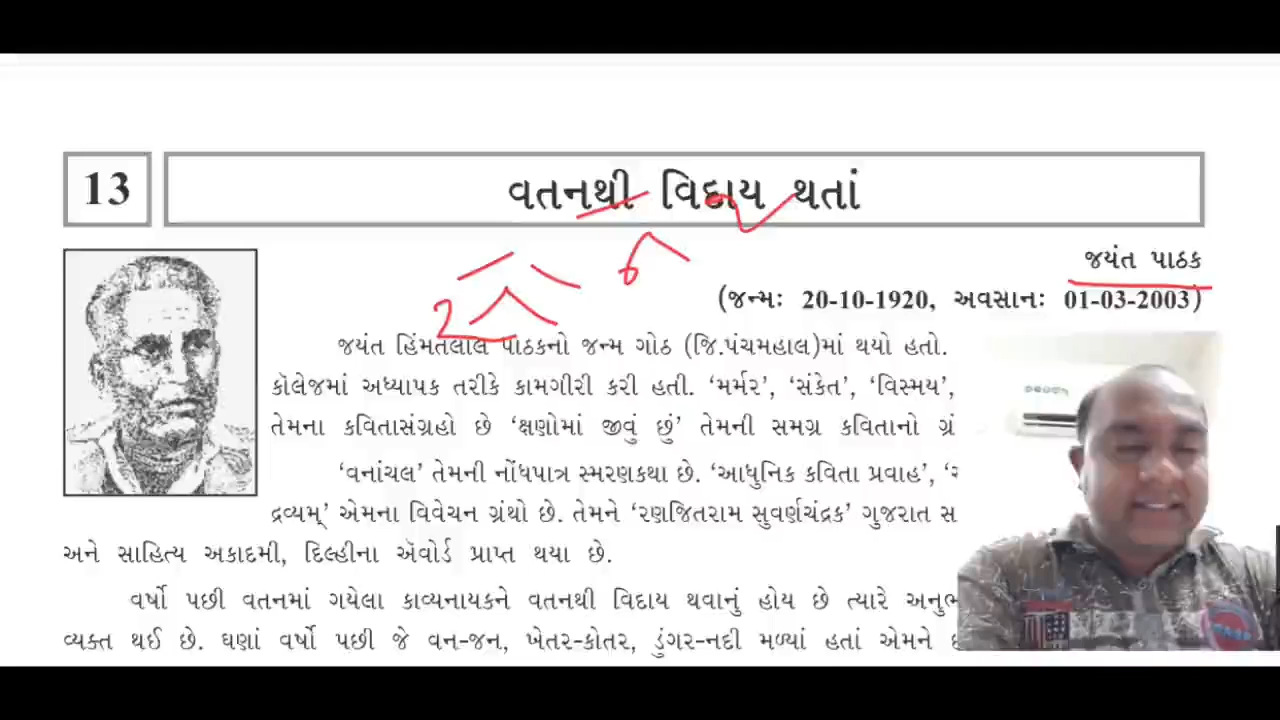 13
વતનથી વિદાય થતાં
જયંત પાઠક
(જન્મઃ 20-10-1920, અવસાનઃ 01-03-2003)
જયંત હિંમતલાલ પાઠકનો જન્મ ગોઠ (જિ.પંચમહાલ)માં થયો હતો.
કૉલેજમાં અધ્યાપક તરીકે કામગીરી કરી હતી. ‘મર્મર’, ‘સંકેત’, ‘વિસ્મય’,
તેમના કવિતાસંગ્રહો છે ‘ક્ષણોમાં જીવું છું’ તેમની સમગ્ર કવિતાનો
‘વનાંચલ’ તેમની નોંધપાત્ર સ્મરણકથા છે. ‘આધુનિક કવિતા પ્રવાહ’,
દ્રવ્યમ્’ એમના વિવેચન ગ્રંથો છે. તેમને ‘રણજિતરામ સુવર્ણચંદ્રક’ ગુજરાત
અને સાહિત્ય અકાદમી, દિલ્હીના ઍવોર્ડ પ્રાપ્ત થયા છે.
વર્ષો પછી વતનમાં ગયેલા કાવ્યનાયકને વતનથી વિદાય થવાનું હોય છે ત્યારે
વ્યક્ત થઈ છે. ઘણાં વર્ષો પછી જે વન-જન, ખેતર-કોતર, ડુંગર-નદી મળ્યાં હતાં એમને